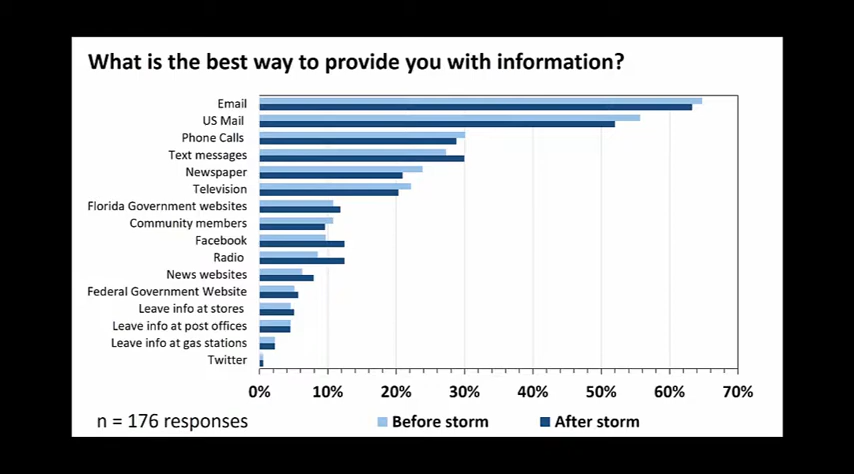 What is the best way to provide you with information?
Email
US Mail
Phone Calls
Text messages
Newspaper
Television
Florida Government websites
Community members
Facebook
Radio
News websites
Federal Government Website
Leave info at stores
Leave info at post offices
Leave info at gas stations
Twitter
0% 10% 20% 30% 40% 50% 60% 70%
n = 176 responses Before storm After storm